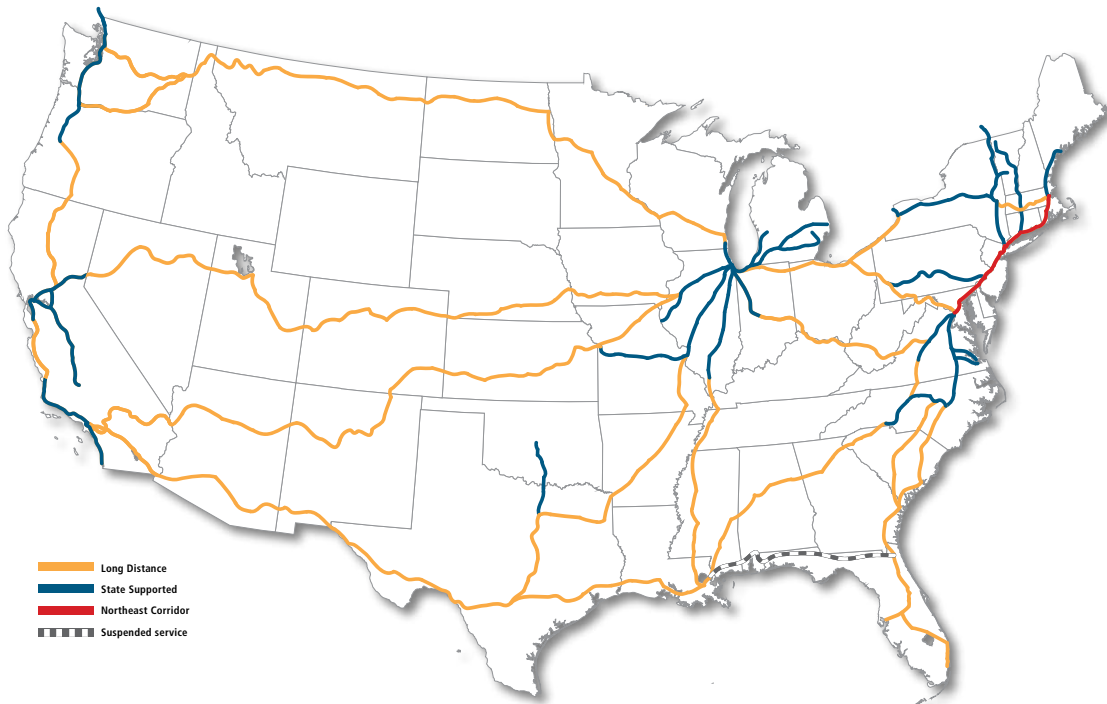 Long Distance
State Supported
Northeast Corridor
Suspended service